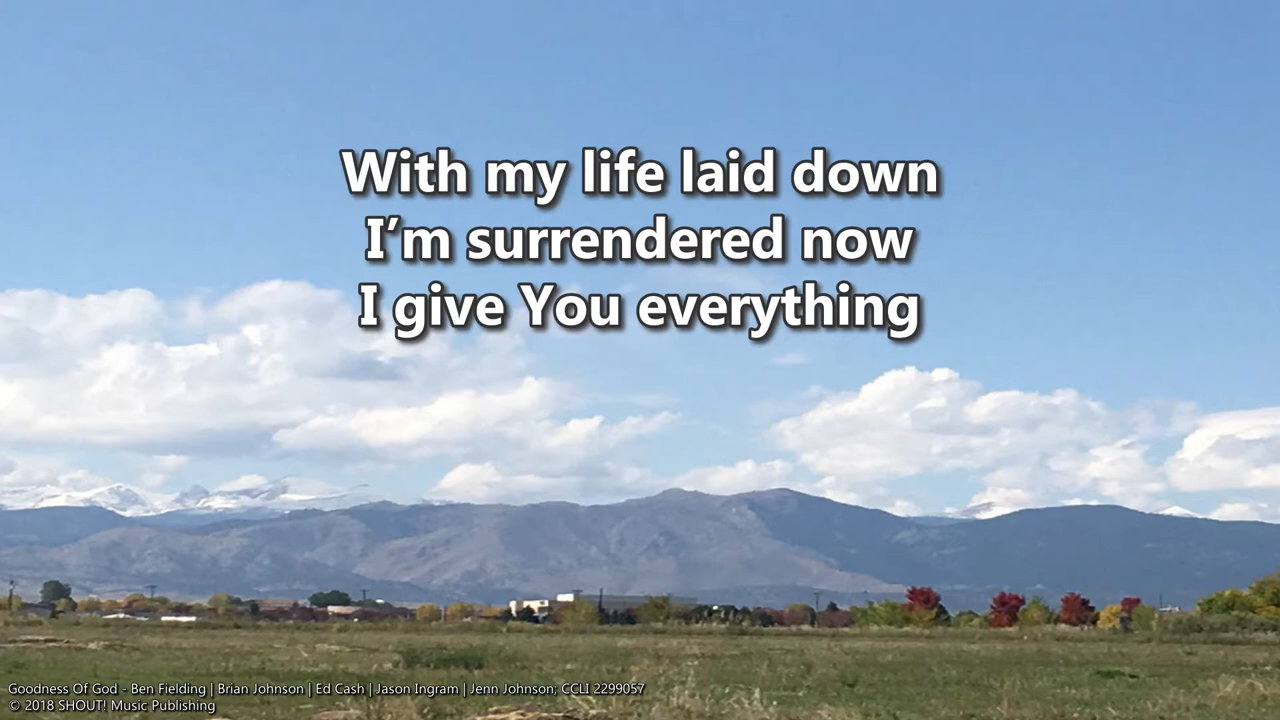 With my life laid down
I’m surrendered now
I give You everything
Goodness Of God - Ben Fielding | Brian Johnson | Ed Cash | Jason Ingram | Jenn Johnson; CCLI 2299057
© 2018 SHOUT! Music Publishing